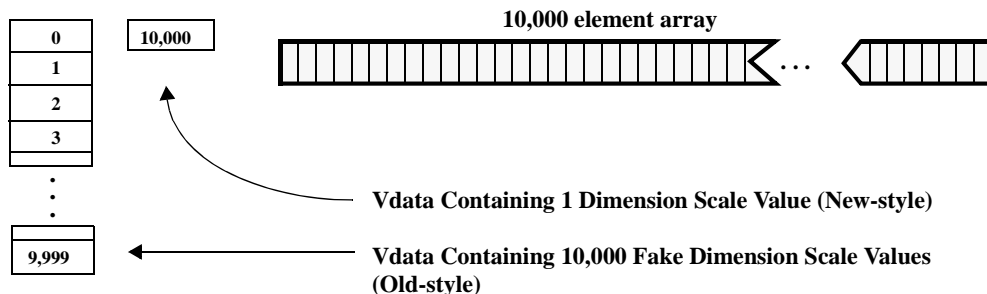 10,000 element array
0
10,000
1
2
3
. . .
Vdata Containing 1 Dimension Scale Value (New-style)
9,999
Vdata Containing 10,000 Fake Dimension Scale Values
(Old-style)